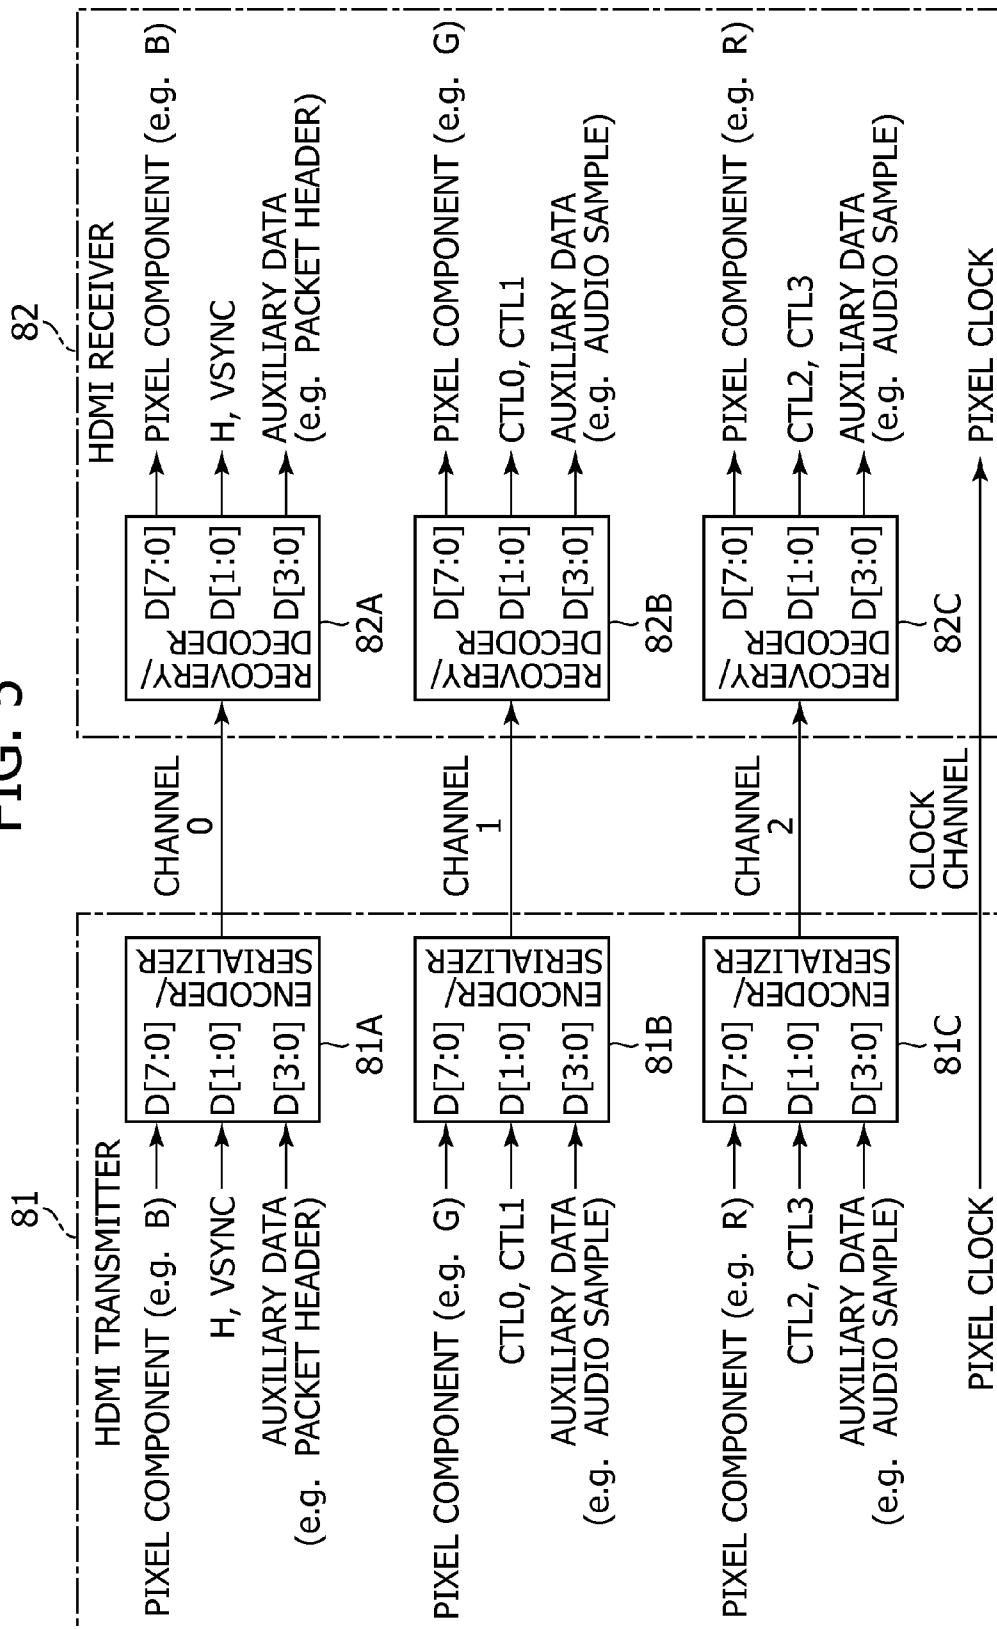 FIG. 5
81
HDMI TRANSMITTER
PIXEL COMPONENT (e.g. B)
H, VSYNC
AUXILIARY DATA
(e.g. PACKET HEADER)
D[7:0]
D[1:0]
D[3:0]
ENCODER/
SERIALIZER
81A
PIXEL COMPONENT (e.g. G)
CTL0, CTL1
AUXILIARY DATA
(e.g. AUDIO SAMPLE)
D[7:0]
D[1:0]
D[3:0]
ENCODER/
SERIALIZER
81B
PIXEL COMPONENT (e.g. R)
CTL2, CTL3
AUXILIARY DATA
(e.g. AUDIO SAMPLE)
D[7:0]
D[1:0]
D[3:0]
ENCODER/
SERIALIZER
81C
PIXEL CLOCK
CHANNEL
0
CHANNEL
1
CHANNEL
2
CLOCK
CHANNEL
82
HDMI RECEIVER
RECOVERY/
DECODER
D[7:0]
D[1:0]
D[3:0]
82A
PIXEL COMPONENT (e.g. B)
H, VSYNC
AUXILIARY DATA
(e.g. PACKET HEADER)
RECOVERY/
DECODER
D[7:0]
D[1:0]
D[3:0]
82B
PIXEL COMPONENT (e.g. G)
CTL0, CTL1
AUXILIARY DATA
(e.g. AUDIO SAMPLE)
RECOVERY/
DECODER
D[7:0]
D[1:0]
D[3:0]
82C
PIXEL COMPONENT (e.g. R)
CTL2, CTL3
AUXILIARY DATA
(e.g. AUDIO SAMPLE)
PIXEL CLOCK